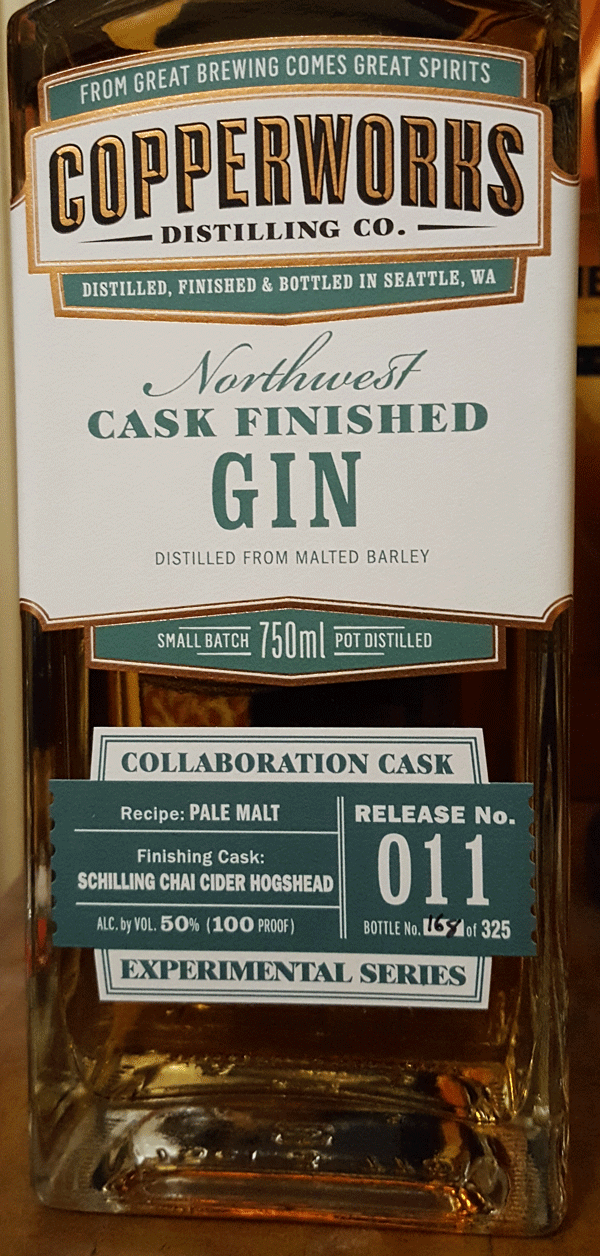 FROM GREAT BREWING COMES GREAT SPIRITS
COPPERWORKS
DISTILLING CO.
DISTILLED, FINISHED & BOTTLED IN SEATTLE, WA
Northwest
CASK FINISHED
GIN
DISTILLED FROM MALTED BARLEY
SMALL BATCH 750ml POT DISTILLED
COLLABORATION CASK
Recipe: PALE MALT
Finishing Cask:
SCHILLING CHAI CIDER HOGSHEAD
ALC. by VOL. 50% (100 PROOF)
RELEASE No.
011
BOTTLE No. of 325
EXPERIMENTAL SERIES